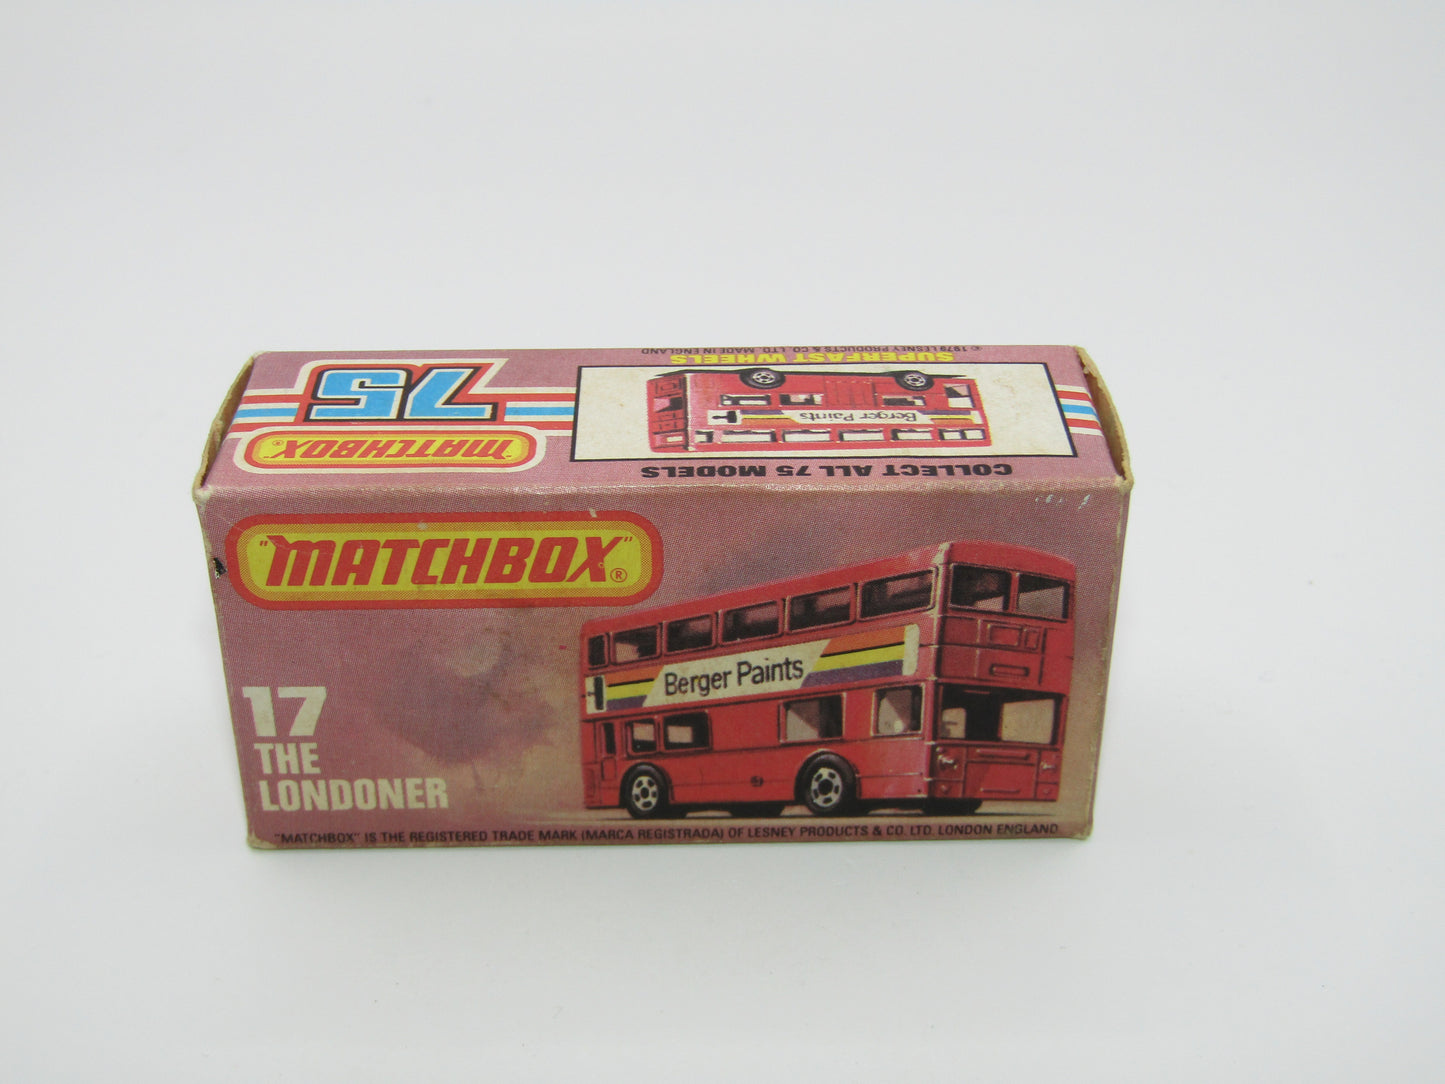 © 1979 LESNEY PRODUCTS & CO. LTD. MADE IN ENGLAND
SUPERFAST WHEELS
75
Berger Paints
"MATCHBOX"®
COLLECT ALL 75 MODELS
"MATCHBOX"®
Berger Paints
17
THE
LONDONER
"MATCHBOX" IS THE REGISTERED TRADE MARK (MARCA REGISTRADA) OF LESNEY PRODUCTS & CO. LTD. LONDON ENGLAND